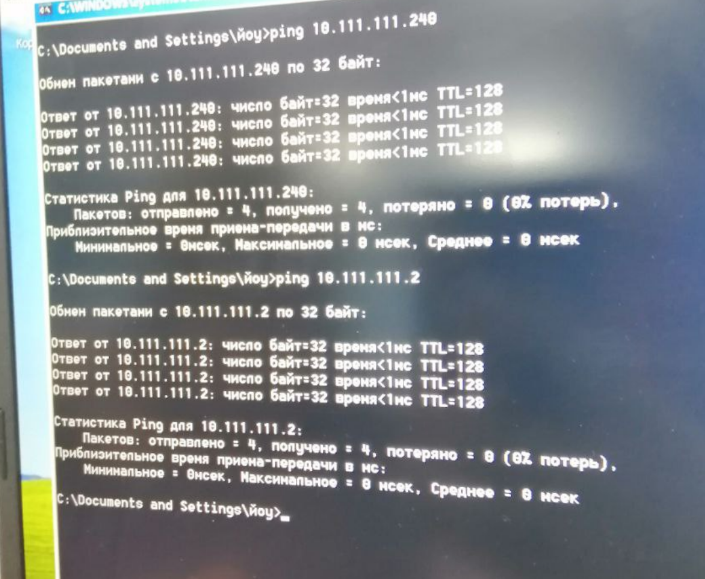 C:\WINDOWS\system
C:\Documents and Settings\йоу>ping 10.111.111.240
Обмен пакетами с 10.111.111.240 по 32 байт:
Ответ от 10.111.111.240: число байт=32 время<1мс TTL=128
Ответ от 10.111.111.240: число байт=32 время<1мс TTL=128
Ответ от 10.111.111.240: число байт=32 время<1мс TTL=128
Ответ от 10.111.111.240: число байт=32 время<1мс TTL=128
Статистика Ping для 10.111.111.240:
Пакетов: отправлено = 4, получено = 4, потеряно = 0 (0% потерь),
Приблизительное время приема-передачи в мс:
Минимальное = 0мсек, Максимальное = 0 мсек, Среднее = 0 мсек
C:\Documents and Settings\йоу>ping 10.111.111.2
Обмен пакетами с 10.111.111.2 по 32 байт:
Ответ от 10.111.111.2: число байт=32 время<1мс TTL=128
Ответ от 10.111.111.2: число байт=32 время<1мс TTL=128
Ответ от 10.111.111.2: число байт=32 время<1мс TTL=128
Ответ от 10.111.111.2: число байт=32 время<1мс TTL=128
Статистика Ping для 10.111.111.2:
Пакетов: отправлено = 4, получено = 4, потеряно = 0 (0% потерь),
Приблизительное время приема-передачи в мс:
Минимальное = 0мсек, Максимальное = 0 мсек, Среднее = 0 мсек
C:\Documents and Settings\йоу>_